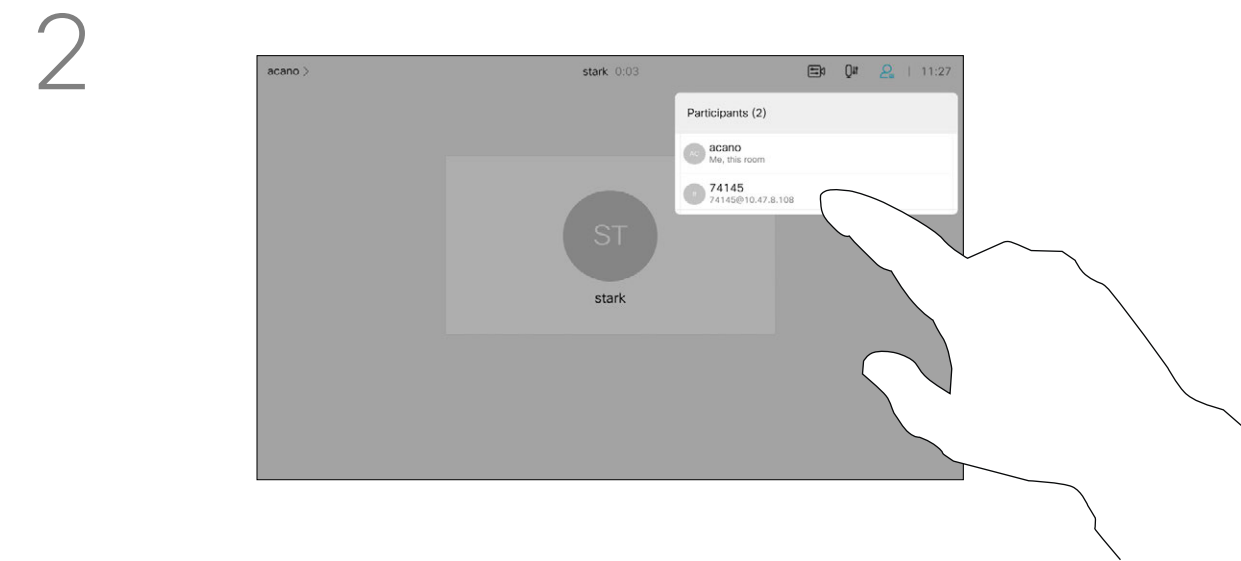 2
acano >
stark 0:03
11:27
Participants (2)
AC
acano
Me, this room
74145
74145@10.47.8.108
ST
stark